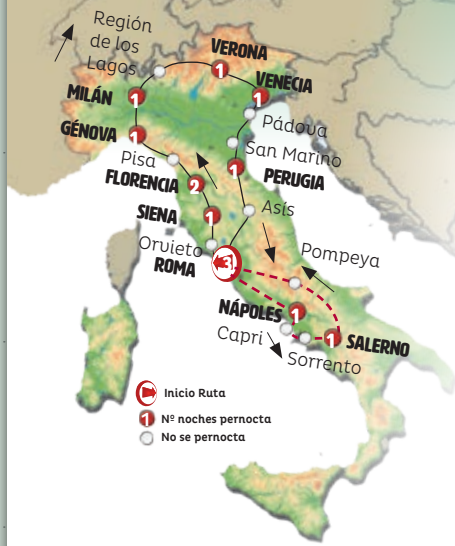 Región
de los
Lagos
VERONA
1
VENECIA
1
MILÁN
1
Pádova
GÉNOVA
1
San Marino
Pisa
1
PERUGIA
FLORENCIA
2
SIENA
1
Asís
Oruieto
ROMA
3
Pompeya
NÁPOLES
1
Capri
1
SALERNO
Sorrento
Inicio Ruta
1 Nº noches pernocta
No se pernocta